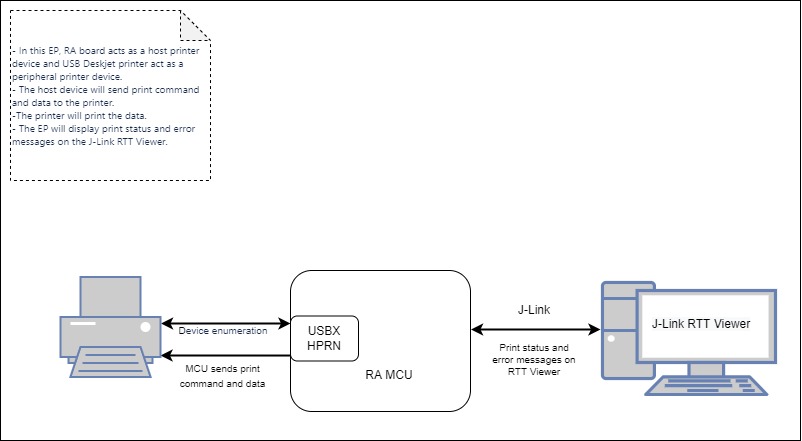 - In this EP, RA board acts as a host printer
device and USB Deskjet printer act as a
peripheral printer device.
- The host device will send print command
and data to the printer.
-The printer will print the data.
- The EP will display print status and error
messages on the J-Link RTT Viewer.
Device enumeration
MCU sends print
command and data
USBX
HPRN
RA MCU
J-Link
Print status and
error messages on
RTT Viewer
J-Link RTT Viewer